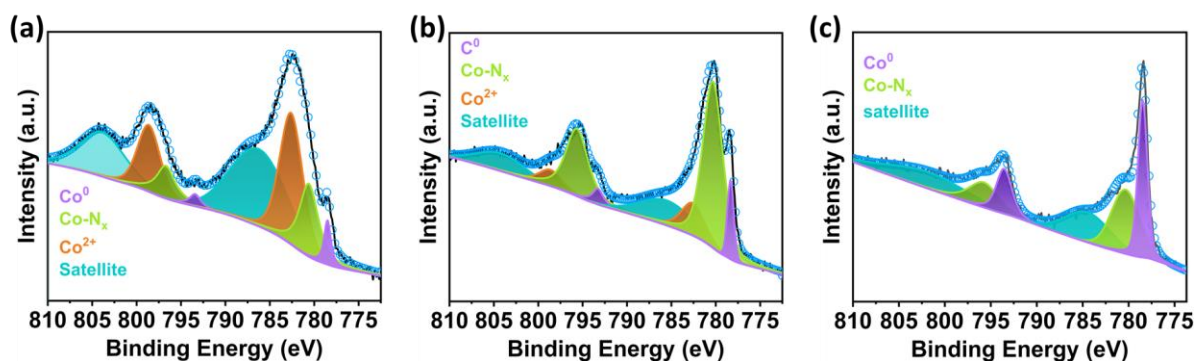 (a)
Intensity (a.u.)
Co⁰
Co-Nₓ
Co²⁺
Satellite
810 805 800 795 790 785 780 775
Binding Energy (eV)
(b)
Intensity (a.u.)
C⁰
Co-Nₓ
Co²⁺
Satellite
810 805 800 795 790 785 780 775
Binding Energy (eV)
(c)
Intensity (a.u.)
Co⁰
Co-Nₓ
satellite
810 805 800 795 790 785 780 775
Binding Energy (eV)